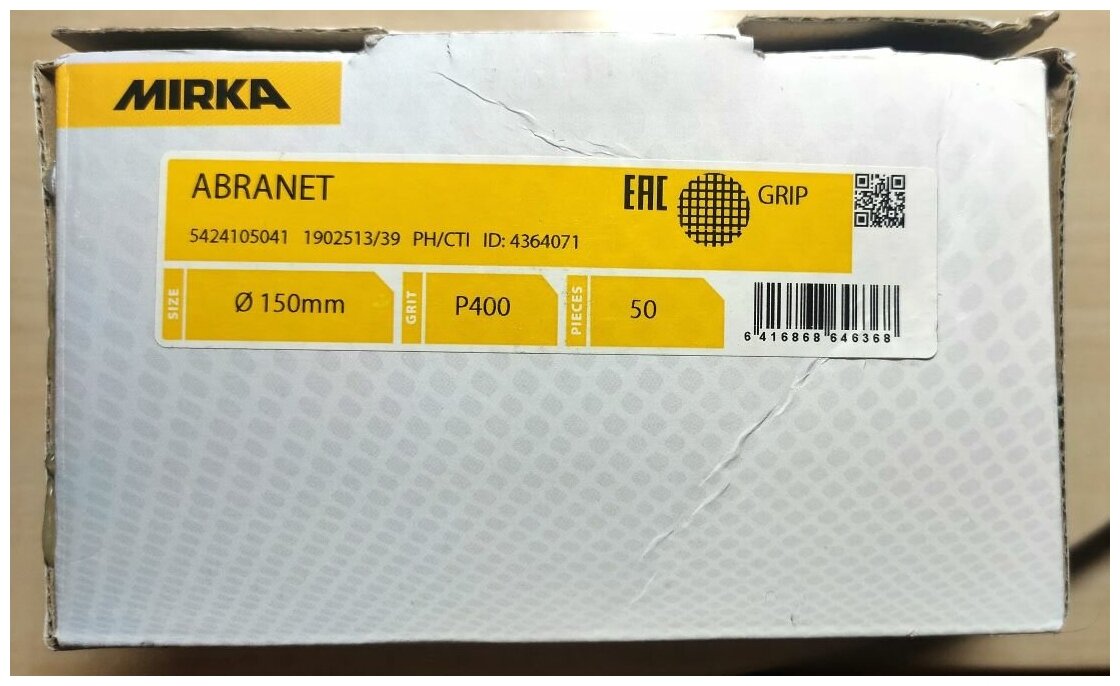 MIRKA
ABRANET
EAC
GRIP
5424105041 1902513/39 PH/CTI ID: 4364071
SIZE
Ø 150mm
GRIT
P400
PIECES
50
6 416868 646368